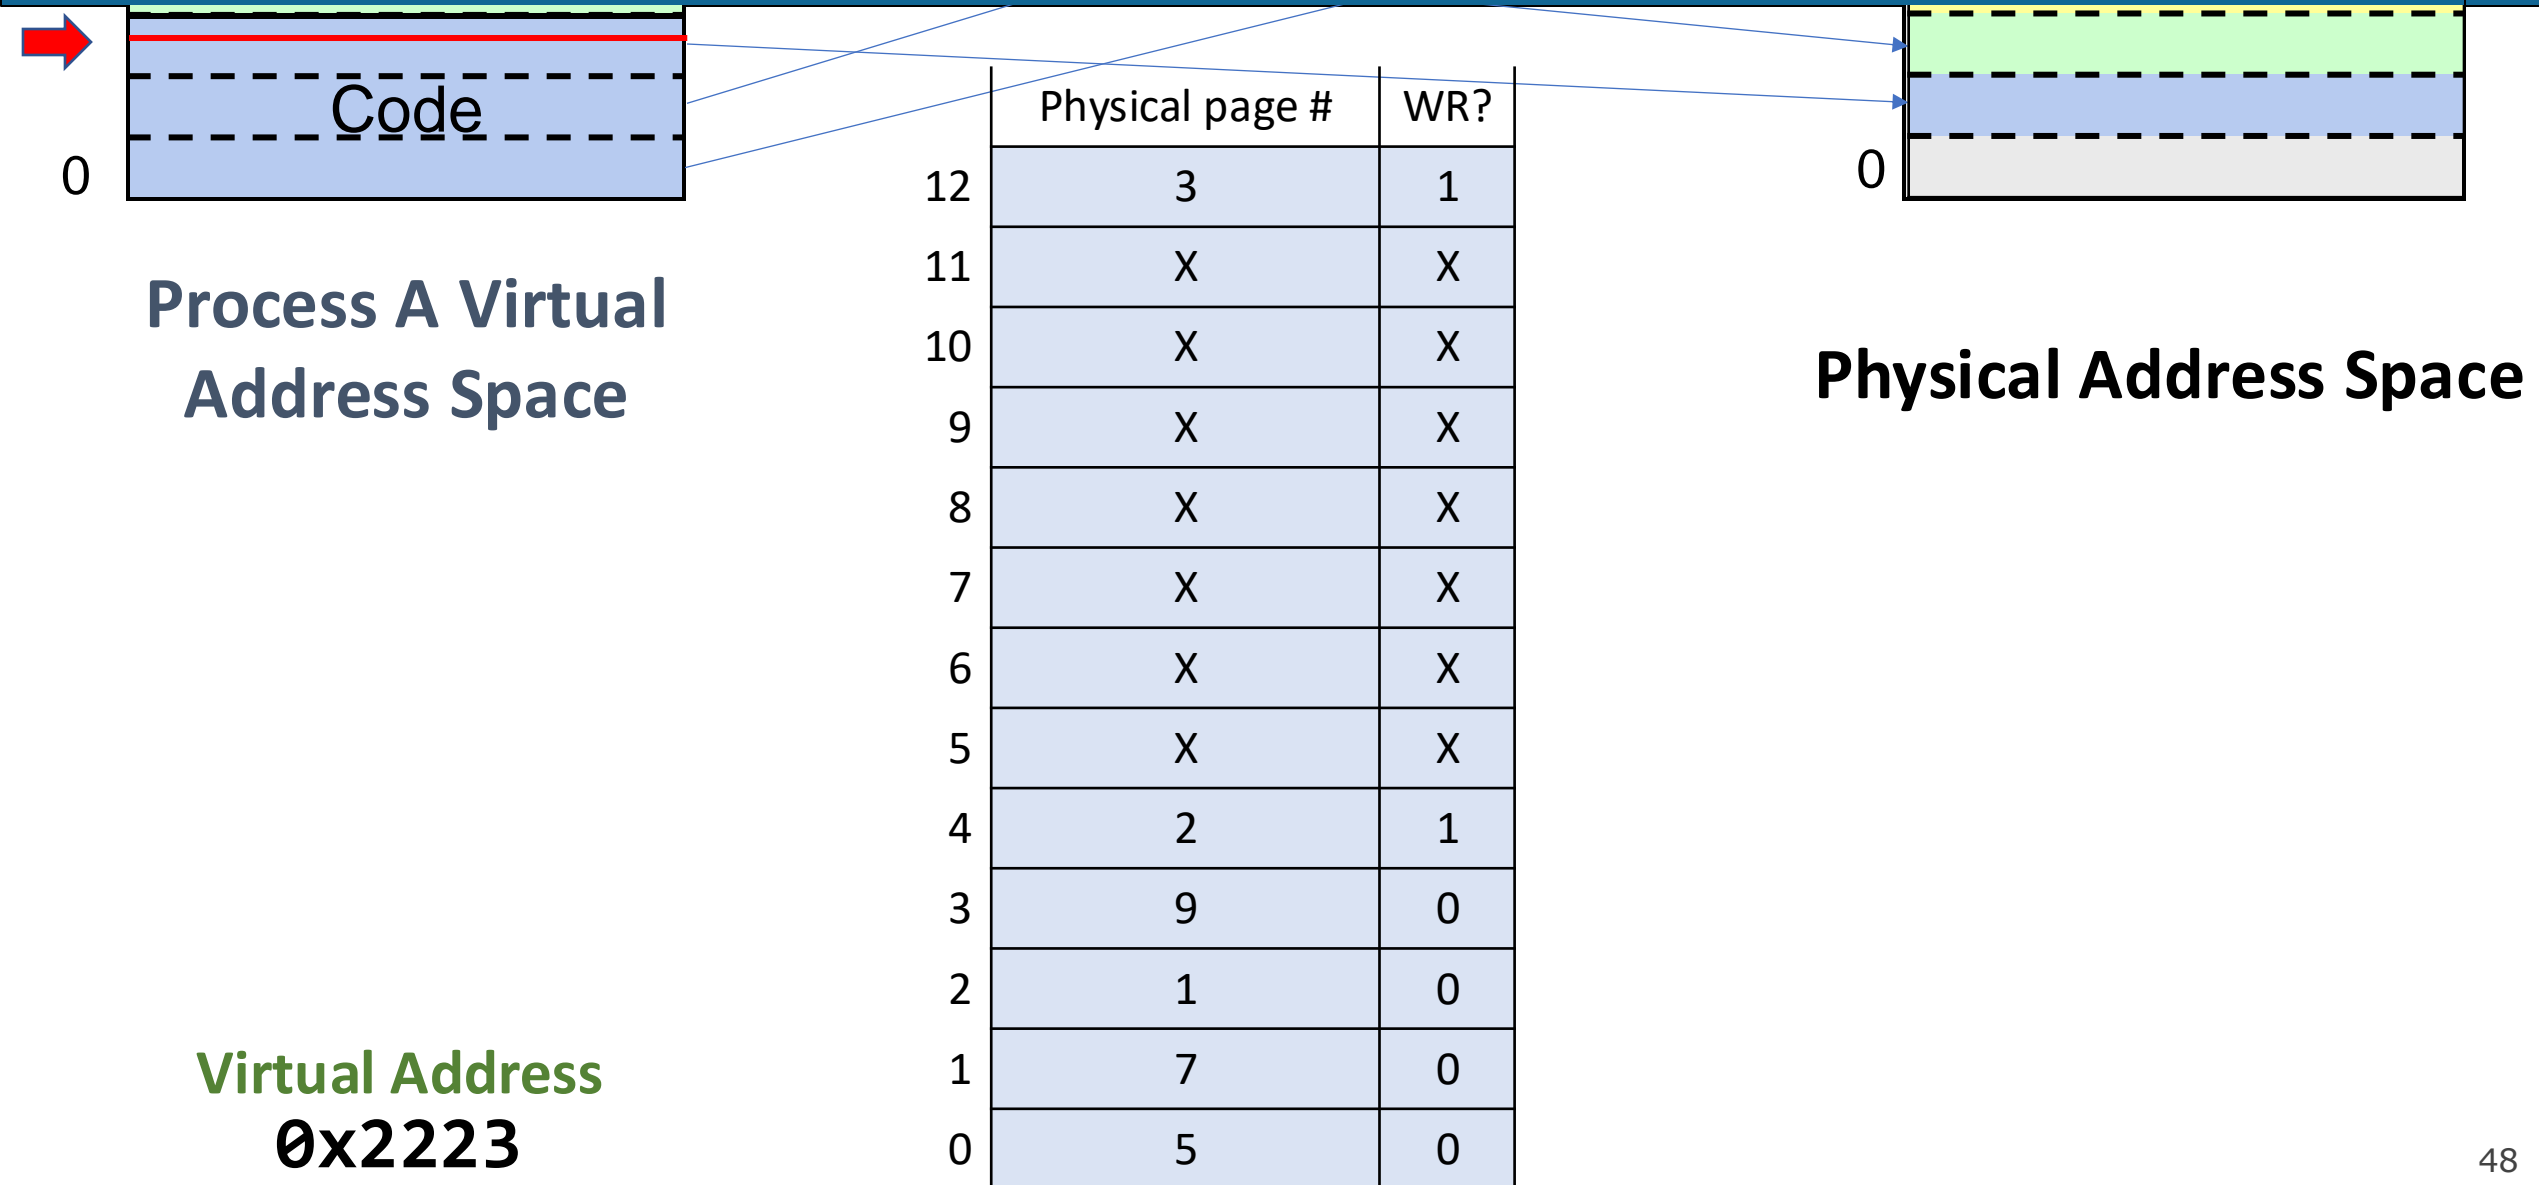 Code
0
Process A Virtual
Address Space
Virtual Address
0x2223
Physical page # WR?
12 3 1
11 X X
10 X X
9 X X
8 X X
7 X X
6 X X
5 X X
4 2 1
3 9 0
2 1 0
1 7 0
0 5 0
0
Physical Address Space
48